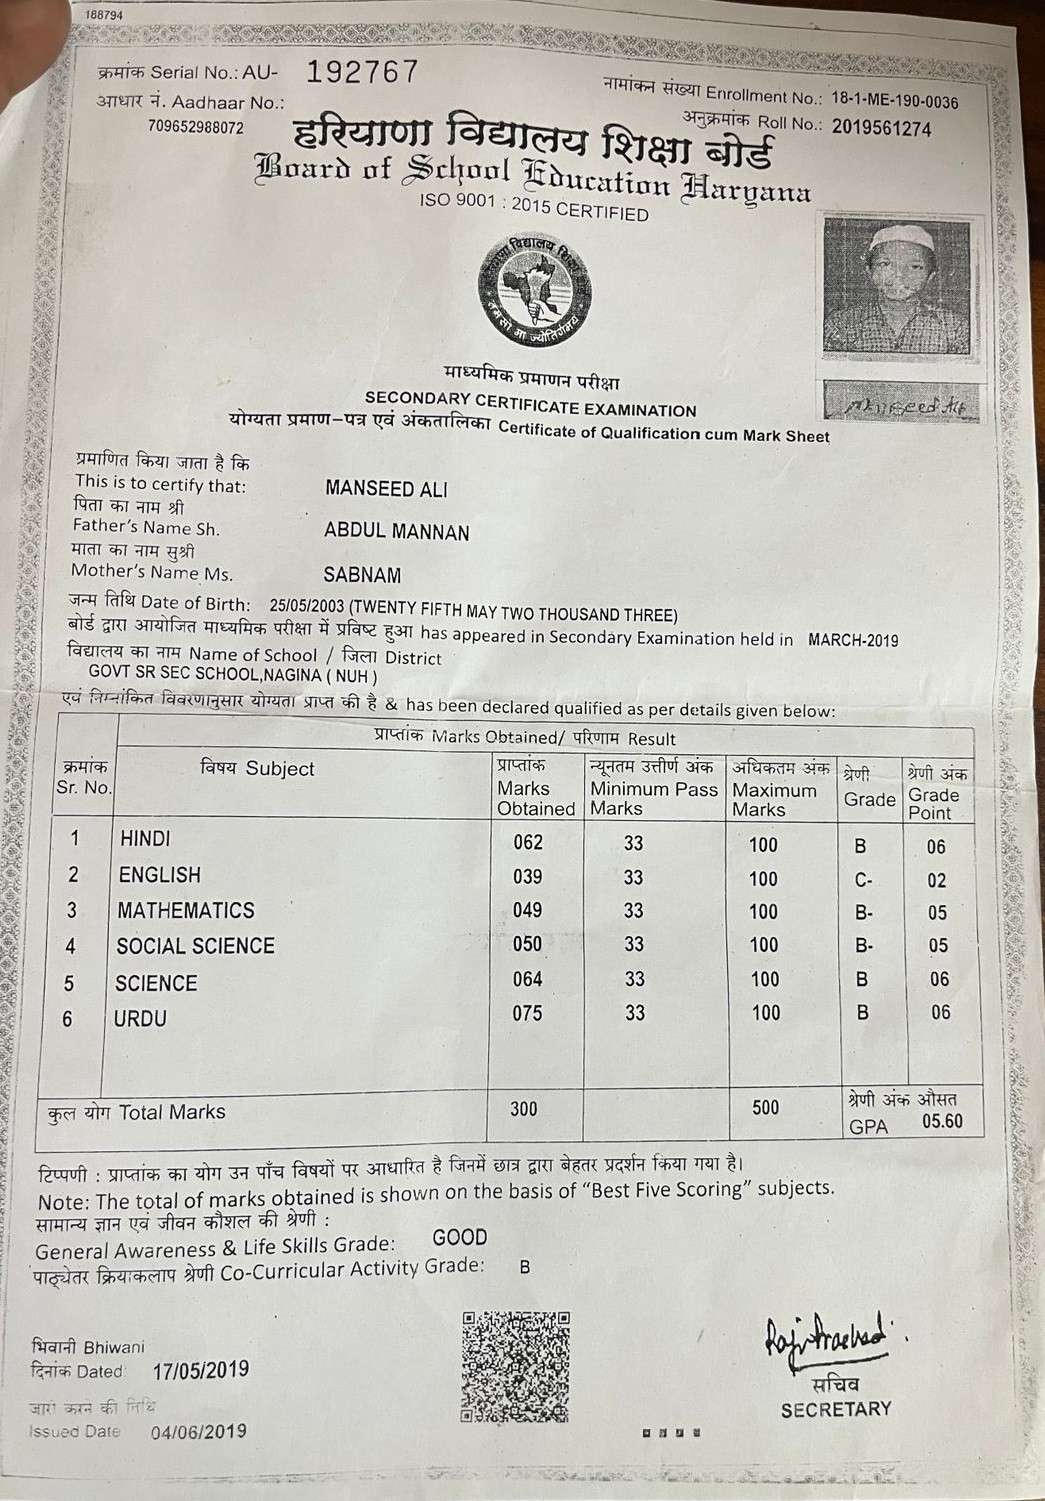 188794
क्रमांक Serial No.: AU- 192767
नामांकन संख्या Enrollment No.: 18-1-ME-190-0036
आधार नं. Aadhaar No.:
709652988072
अनुक्रमांक Roll No.: 2019561274
हरियाणा विद्यालय शिक्षा बोर्ड
Board of School Education Haryana
ISO 9001 : 2015 CERTIFIED
माध्यमिक प्रमाणन परीक्षा
SECONDARY CERTIFICATE EXAMINATION
योग्यता प्रमाण-पत्र एवं अंकतालिका Certificate of Qualification cum Mark Sheet
Manseed Ali
प्रमाणित किया जाता है कि
This is to certify that: MANSEED ALI
पिता का नाम श्री
Father's Name Sh. ABDUL MANNAN
माता का नाम सुश्री
Mother's Name Ms. SABNAM
जन्म तिथि Date of Birth: 25/05/2003 (TWENTY FIFTH MAY TWO THOUSAND THREE)
बोर्ड द्वारा आयोजित माध्यमिक परीक्षा में प्रविष्ट हुआ has appeared in Secondary Examination held in MARCH-2019
विद्यालय का नाम Name of School / जिला District
GOVT SR SEC SCHOOL,NAGINA ( NUH )
एवं निम्नांकित विवरणानुसार योग्यता प्राप्त की है & has been declared qualified as per details given below:
प्राप्तांक Marks Obtained/ परिणाम Result
क्रमांक Sr. No. विषय Subject प्राप्तांक Marks Obtained न्यूनतम उत्तीर्ण अंक Minimum Pass Marks अधिकतम अंक Maximum Marks श्रेणी Grade श्रेणी अंक Grade Point
1 HINDI 062 33 100 B 06
2 ENGLISH 039 33 100 C- 02
3 MATHEMATICS 049 33 100 B- 05
4 SOCIAL SCIENCE 050 33 100 B- 05
5 SCIENCE 064 33 100 B 06
6 URDU 075 33 100 B 06
कुल योग Total Marks 300 500 श्रेणी अंक औसत GPA 05.60
टिप्पणी : प्राप्तांक का योग उन पाँच विषयों पर आधारित है जिनमें छात्र द्वारा बेहतर प्रदर्शन किया गया है।
Note: The total of marks obtained is shown on the basis of "Best Five Scoring" subjects.
सामान्य ज्ञान एवं जीवन कौशल की श्रेणी :
General Awareness & Life Skills Grade: GOOD
पाठ्येतर क्रियाकलाप श्रेणी Co-Curricular Activity Grade: B
भिवानी Bhiwani
दिनांक Dated: 17/05/2019
जारी करने की तिथि
Issued Date 04/06/2019
सचिव
SECRETARY